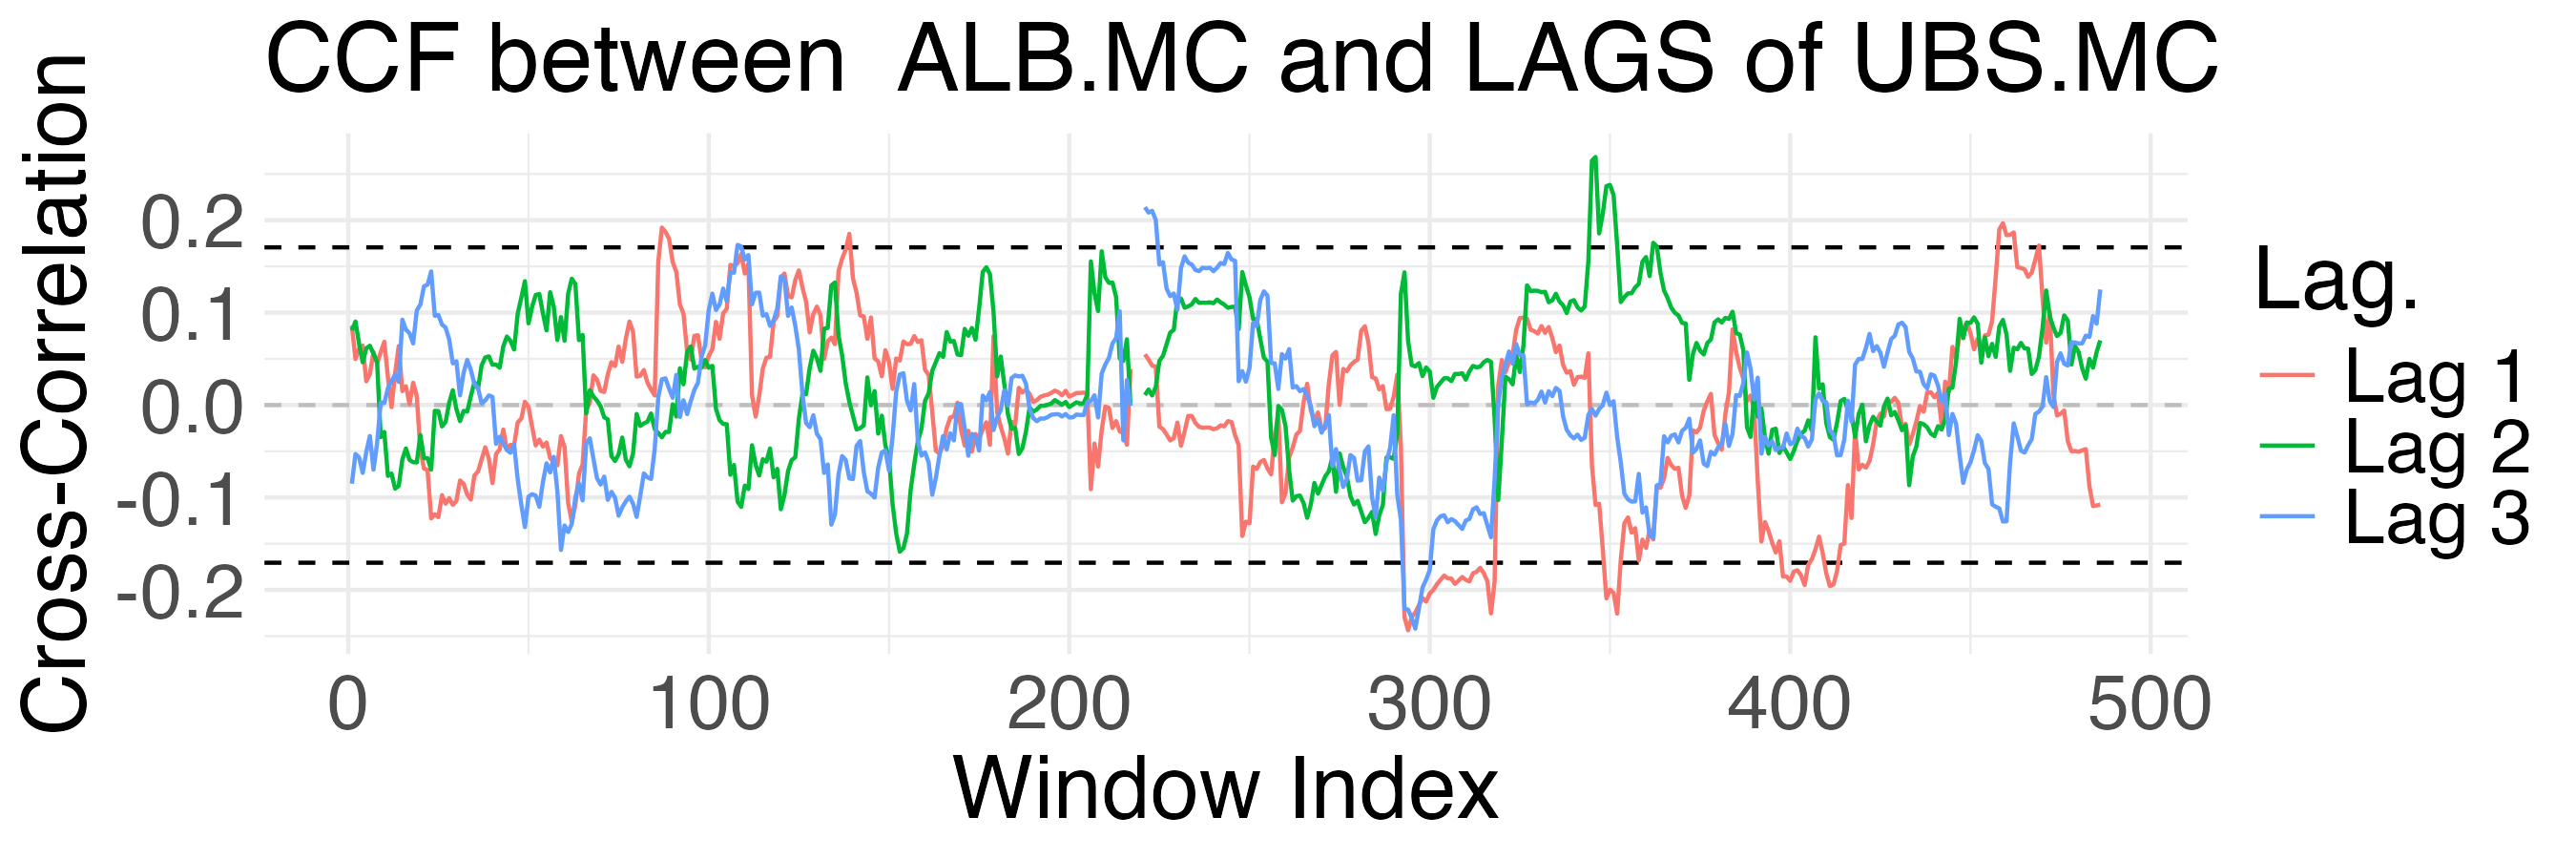 CCF between  ALB.MC and LAGS of UBS.MC
Cross-Correlation
0.2
0.1
0.0
-0.1
-0.2
0 100 200 300 400 500
Window Index
Lag.
Lag 1
Lag 2
Lag 3